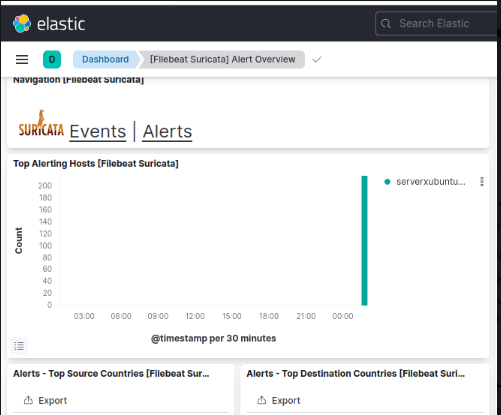 elastic
Search Elastic
D
Dashboard
[Filebeat Suricata] Alert Overview
Navigation [Filebeat Suricata]
SURICATA Events | Alerts
Top Alerting Hosts [Filebeat Suricata]
200
180
160
140
120
100
80
60
40
20
0
Count
03:00 06:00 09:00 12:00 15:00 18:00 21:00 00:00
@timestamp per 30 minutes
serverxubuntu...
Alerts - Top Source Countries [Filebeat Sur...
Export
Alerts - Top Destination Countries [Filebeat Suri...
Export